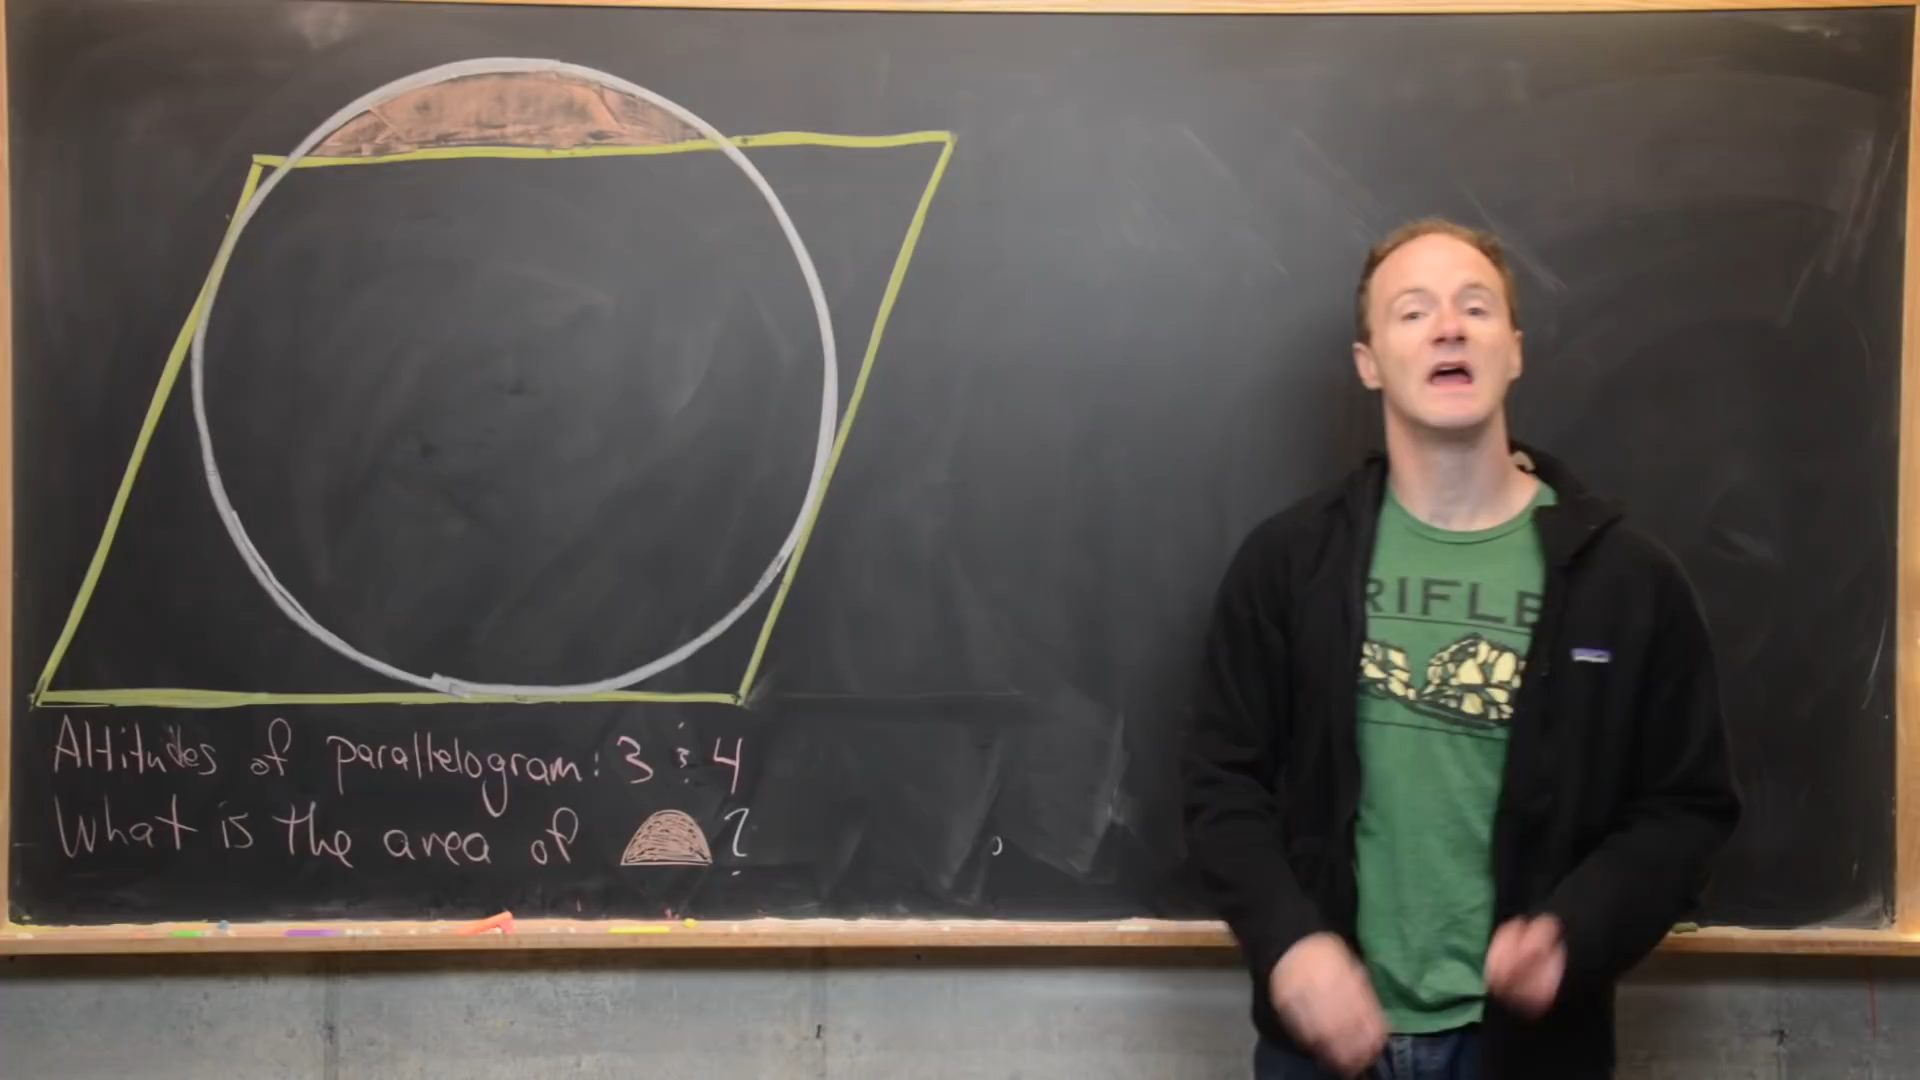 Altitudes of parallelogram: 3 & 4
What is the area of ?
RIFLE